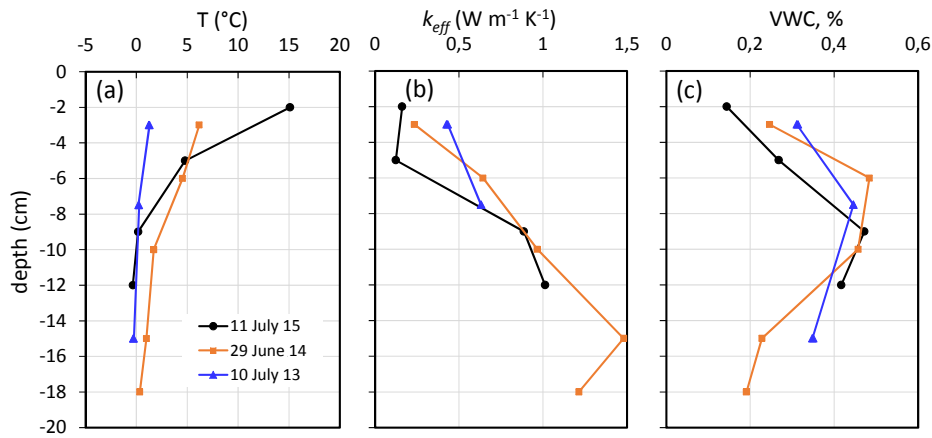 T (°C)
-5 0 5 10 15 20
k_eff (W m⁻¹ K⁻¹)
0 0,5 1 1,5
VWC, %
0 0,2 0,4 0,6
depth (cm)
0
-2
-4
-6
-8
-10
-12
-14
-16
-18
-20
(a)
(b)
(c)
11 July 15
29 June 14
10 July 13